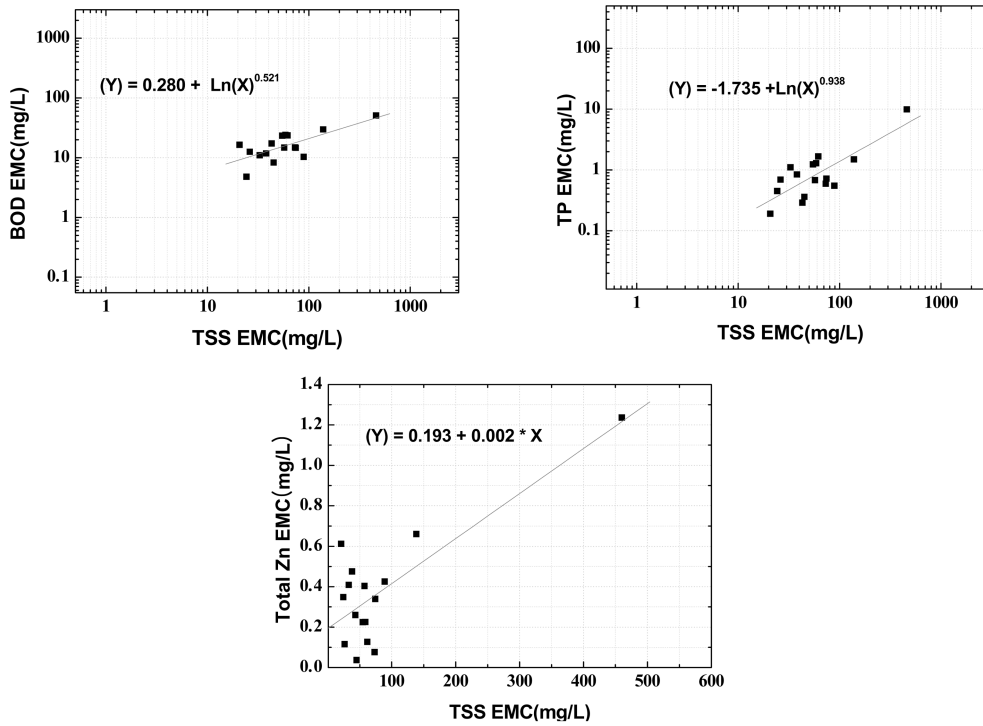 1000
100
10
1
0.1
BOD EMC(mg/L)
(Y) = 0.280 + Ln(X)^0.521
1 10 100 1000
TSS EMC(mg/L)
100
10
1
0.1
TP EMC(mg/L)
(Y) = -1.735 +Ln(X)^0.938
1 10 100 1000
TSS EMC(mg/L)
1.4
1.2
1.0
0.8
0.6
0.4
0.2
0.0
Total Zn EMC(mg/L)
(Y) = 0.193 + 0.002 * X
100 200 300 400 500 600
TSS EMC(mg/L)